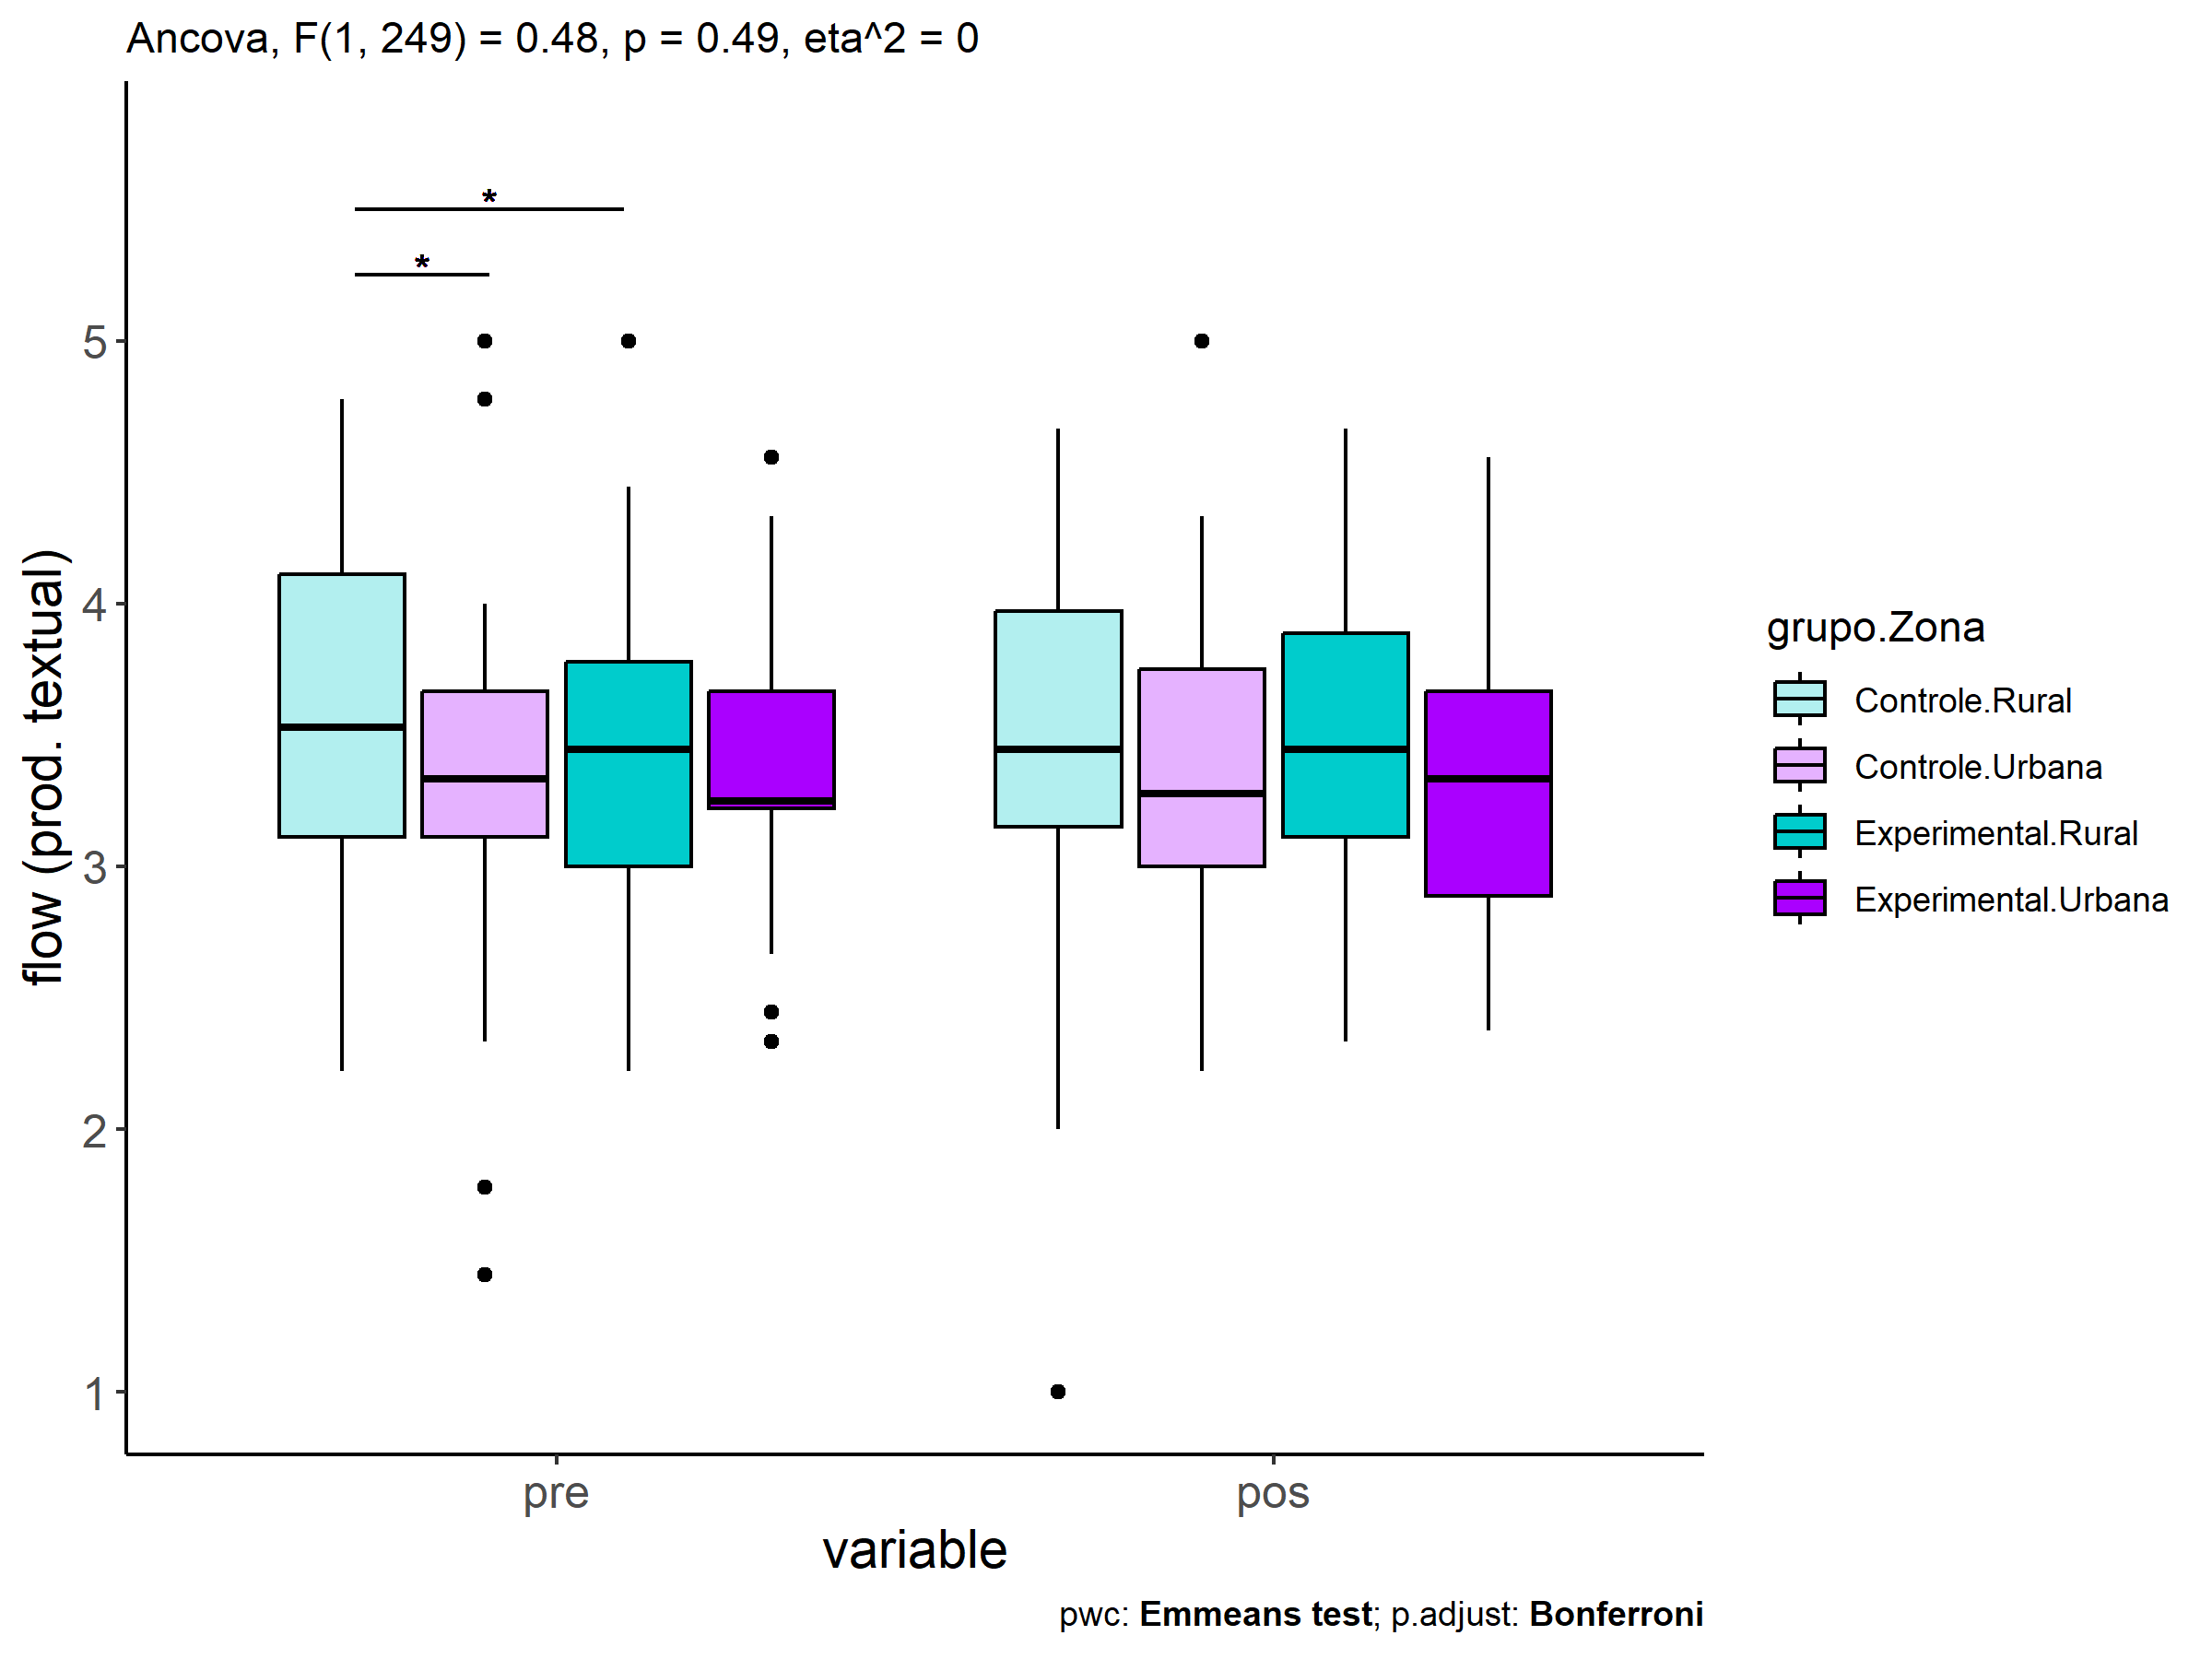 Ancova, F(1, 249) = 0.48, p = 0.49, eta^2 = 0
*
*
5
4
3
2
1
flow (prod. textual)
pre
pos
variable
grupo.Zona
Controle.Rural
Controle.Urbana
Experimental.Rural
Experimental.Urbana
pwc: Emmeans test; p.adjust: Bonferroni